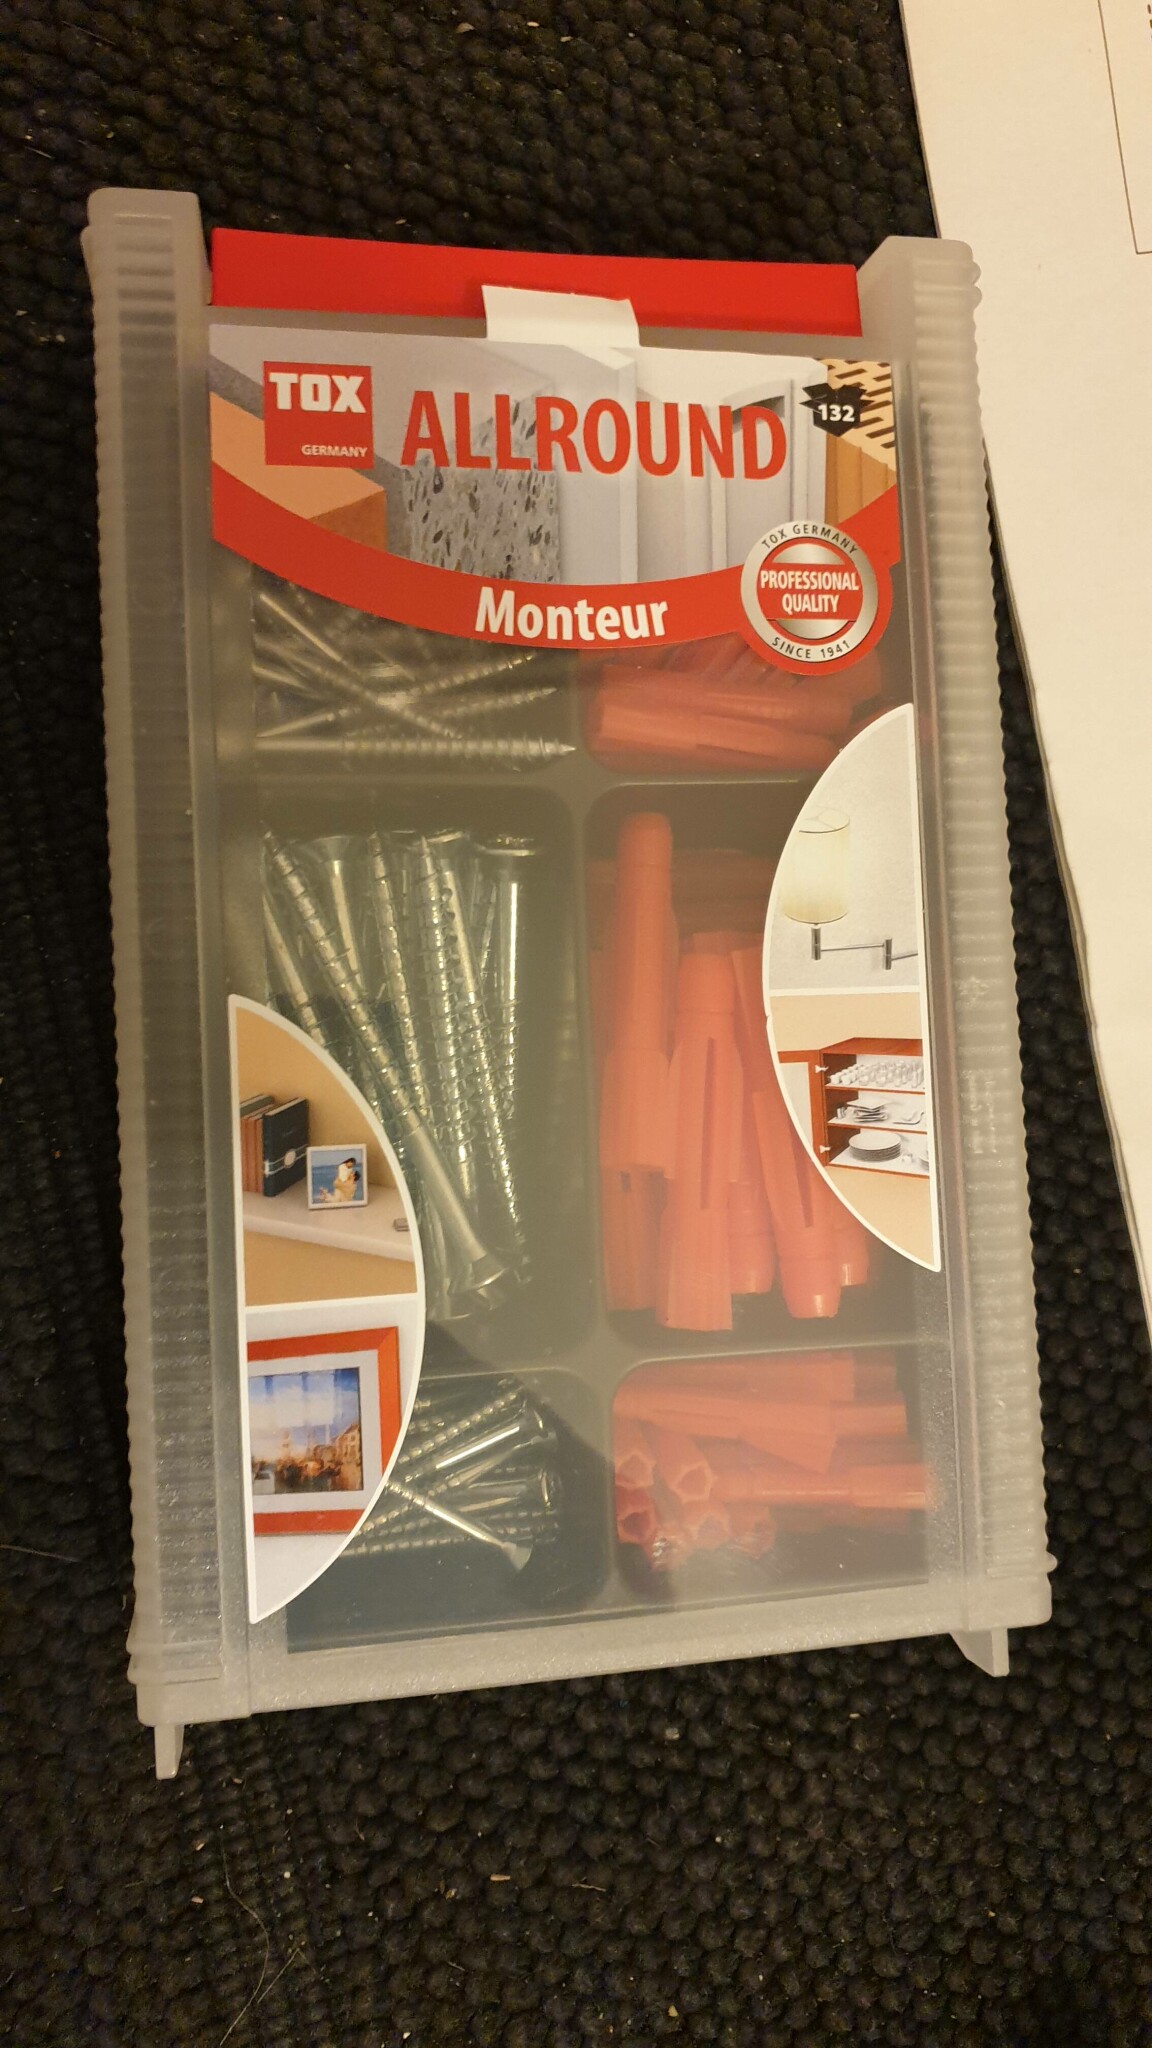 TOX
GERMANY
ALLROUND
132
Monteur
TOX GERMANY
PROFESSIONAL
QUALITY
SINCE 1941